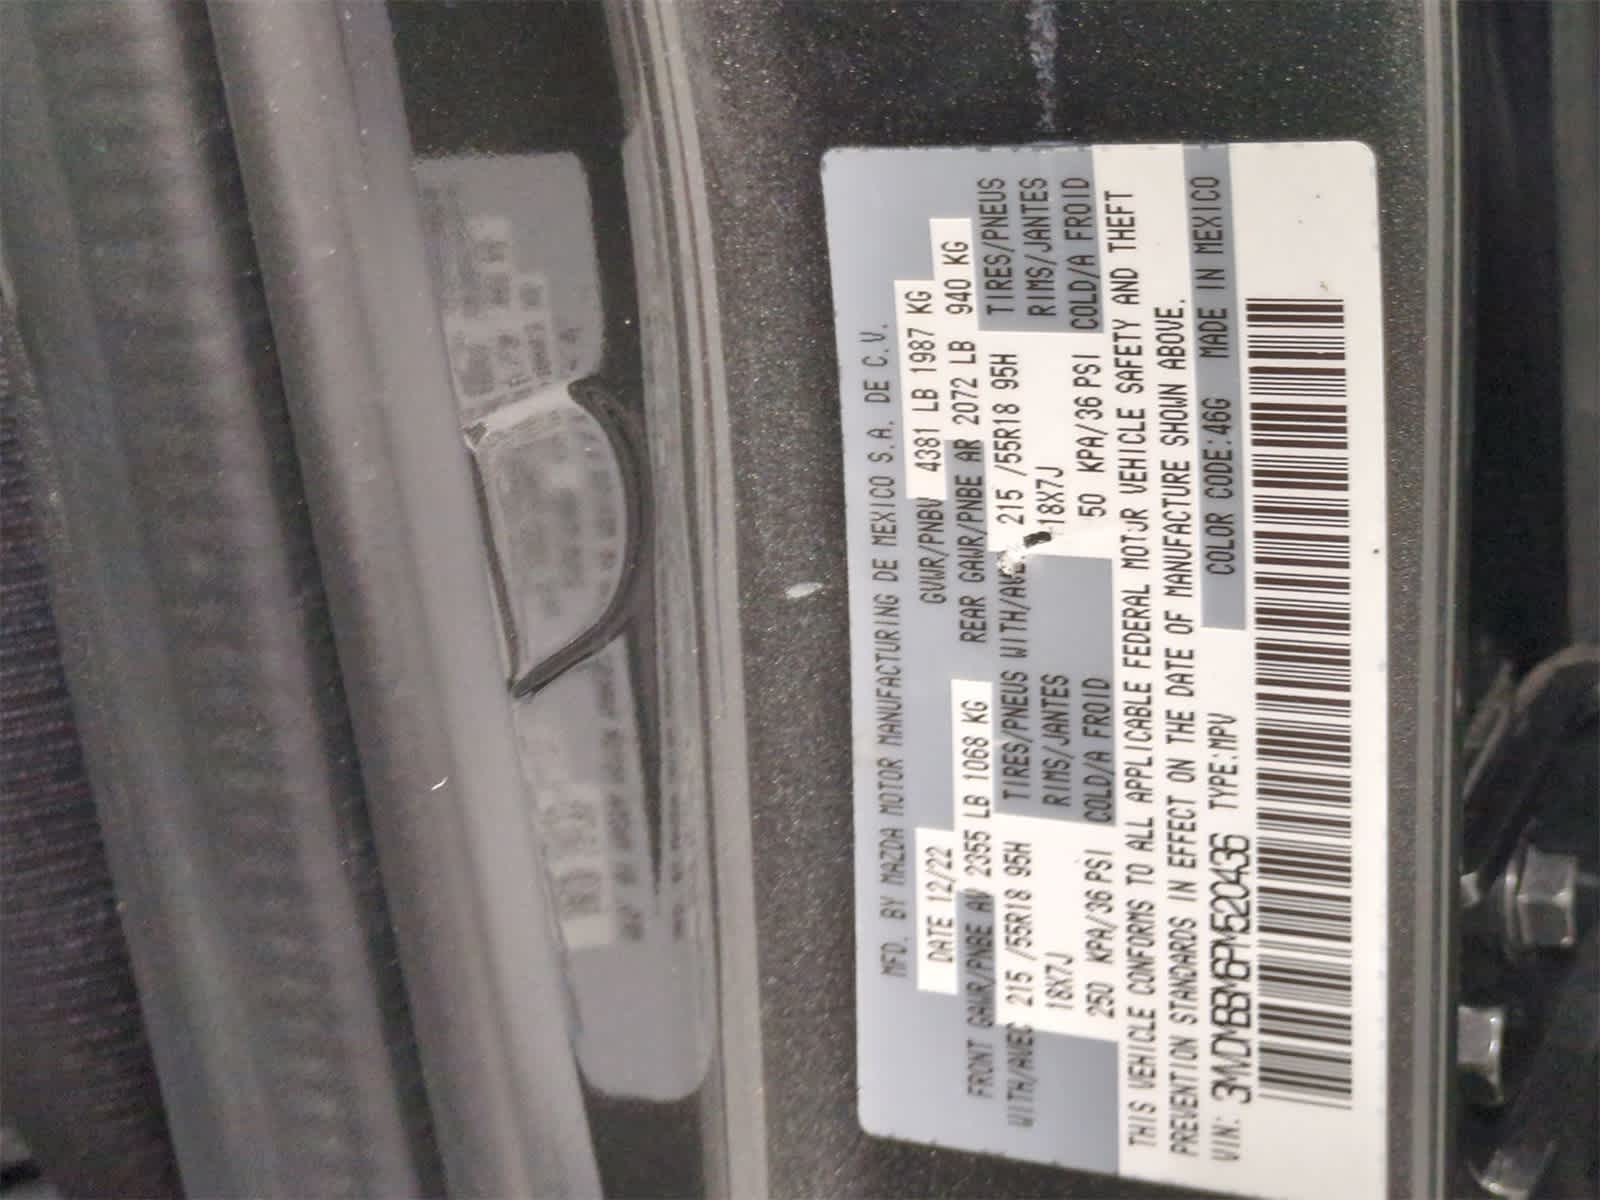 MFD. BY MAZDA MOTOR MANUFACTURING DE MEXICO S.A. DE C.V.
DATE 12/22 GVWR/PNBV 4381 LB 1987 KG
FRONT GAWR/PNBE AV 2355 LB 1068 KG REAR GAWR/PNBE AR 2072 LB 940 KG
WITH/AVEC 215 /55R18 95H TIRES/PNEUS WITH/AVE 215 /55R18 95H TIRES/PNEUS
18X7J RIMS/JANTES 18X7J RIMS/JANTES
250 KPA/36 PSI COLD/A FROID 50 KPA/36 PSI COLD/A FROID
THIS VEHICLE CONFORMS TO ALL APPLICABLE FEDERAL MOTOR VEHICLE SAFETY AND THEFT
PREVENTION STANDARDS IN EFFECT ON THE DATE OF MANUFACTURE SHOWN ABOVE.
VIN: 3MVDMBBM6PM520436 TYPE:MPV COLOR CODE:46G MADE IN MEXICO